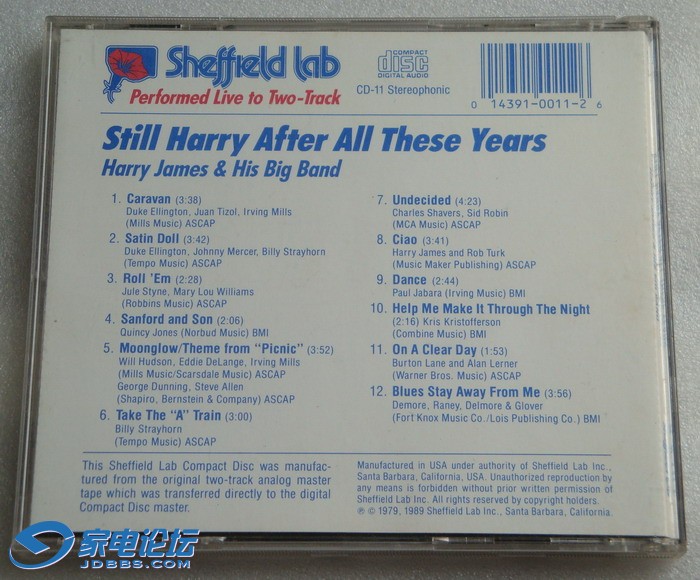 Sheffield Lab
Performed Live to Two-Track
COMPACT
disc
DIGITAL AUDIO
CD-11 Stereophonic
0 14391-0011-2 6
Still Harry After All These Years
Harry James & His Big Band
1. Caravan (3:38)
Duke Ellington, Juan Tizol, Irving Mills
(Mills Music) ASCAP
2. Satin Doll (3:42)
Duke Ellington, Johnny Mercer, Billy Strayhorn
(Tempo Music) ASCAP
3. Roll 'Em (2:28)
Jule Styne, Mary Lou Williams
(Robbins Music) ASCAP
4. Sanford and Son (2:06)
Quincy Jones (Norbud Music) BMI
5. Moonglow/Theme from "Picnic" (3:52)
Will Hudson, Eddie DeLange, Irving Mills
(Mills Music/Scarsdale Music) ASCAP
George Dunning, Steve Allen
(Shapiro, Bernstein & Company) ASCAP
6. Take The "A" Train (3:00)
Billy Strayhorn
(Tempo Music) ASCAP
7. Undecided (4:23)
Charles Shavers, Sid Robin
(MCA Music) ASCAP
8. Ciao (3:41)
Harry James and Rob Turk
(Music Maker Publishing) ASCAP
9. Dance (2:44)
Paul Jabara (Irving Music) BMI
10. Help Me Make It Through The Night
(2:16) Kris Kristofferson
(Combine Music) BMI
11. On A Clear Day (1:53)
Burton Lane and Alan Lerner
(Warner Bros. Music) ASCAP
12. Blues Stay Away From Me (3:56)
Demore, Raney, Delmore & Glover
(Fort Knox Music Co./Lois Publishing Co.) BMI
This Sheffield Lab Compact Disc was manufac-
tured from the original two-track analog master
tape which was transferred directly to the digital
Compact Disc master.
Manufactured in USA under authority of Sheffield Lab Inc.,
Santa Barbara, California, USA. Unauthorized reproduction by
any means is forbidden without prior written permission of
Sheffield Lab Inc. All rights reserved by copyright holders.
℗ © 1979, 1989 Sheffield Lab Inc., Santa Barbara, California.
家电论坛
JDBBS.COM